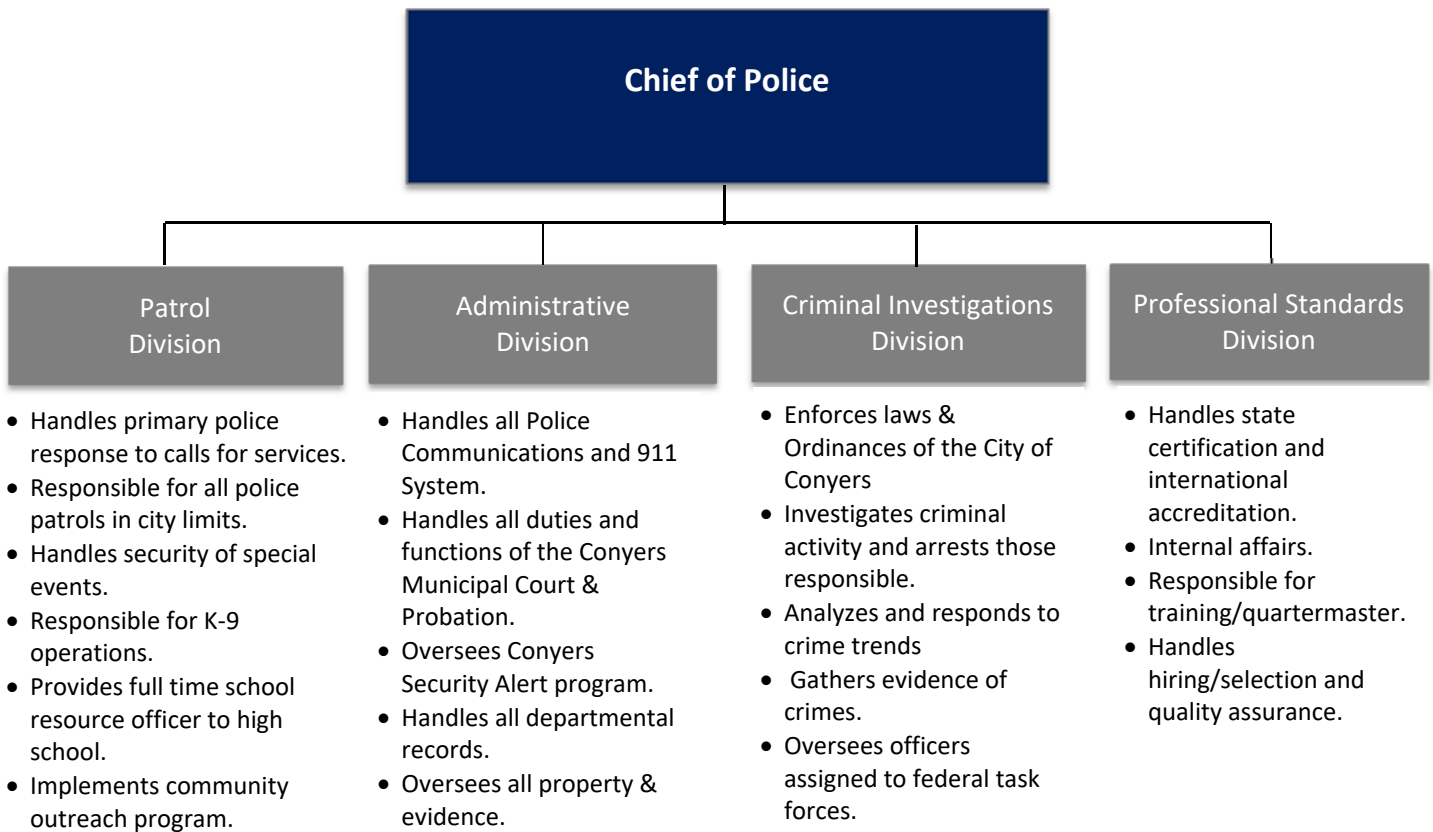 Chief of Police
Patrol
Division
Administrative
Division
Criminal Investigations
Division
Professional Standards
Division
• Handles primary police
response to calls for services.
• Responsible for all police
patrols in city limits.
• Handles security of special
events.
• Responsible for K-9
operations.
• Provides full time school
resource officer to high
school.
• Implements community
outreach program.
• Handles all Police
Communications and 911
System.
• Handles all duties and
functions of the Conyers
Municipal Court &
Probation.
• Oversees Conyers
Security Alert program.
• Handles all departmental
records.
• Oversees all property &
evidence.
• Enforces laws &
Ordinances of the City of
Conyers
• Investigates criminal
activity and arrests those
responsible.
• Analyzes and responds to
crime trends
• Gathers evidence of
crimes.
• Oversees officers
assigned to federal task
forces.
• Handles state
certification and
international
accreditation.
• Internal affairs.
• Responsible for
training/quartermaster.
• Handles
hiring/selection and
quality assurance.